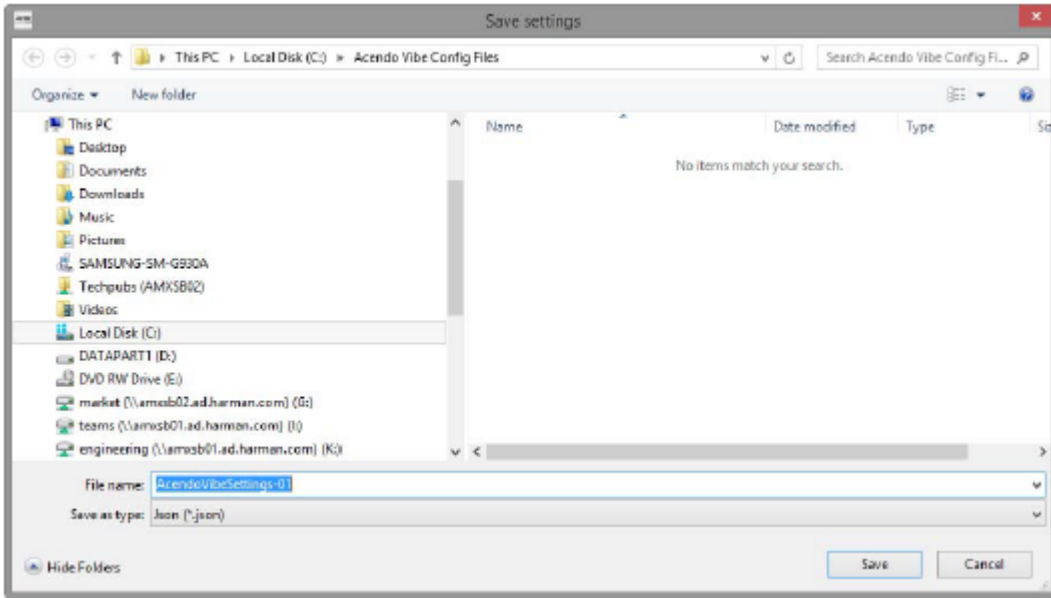 Save settings
This PC Local Disk (C:) Acendo Vibe Config Files
Search Acendo Vibe Config Fi...
Organize New folder
Name Date modified Type
No items match your search.
This PC
Desktop
Documents
Downloads
Music
Pictures
SAMSUNG-SM-G930A
Techpubs (AMXSB02)
Videos
Local Disk (C:)
DATAPART1 (D:)
DVD RW Drive (E:)
market (\\amxsb02.ad.harman.com) (G:)
teams (\\amxsb01.ad.harman.com) (I:)
engineering (\\amxsb01.ad.harman.com) (K:)
File name: AcendoVibeSettings-01
Save as type: Json (*.json)
Hide Folders
Save Cancel